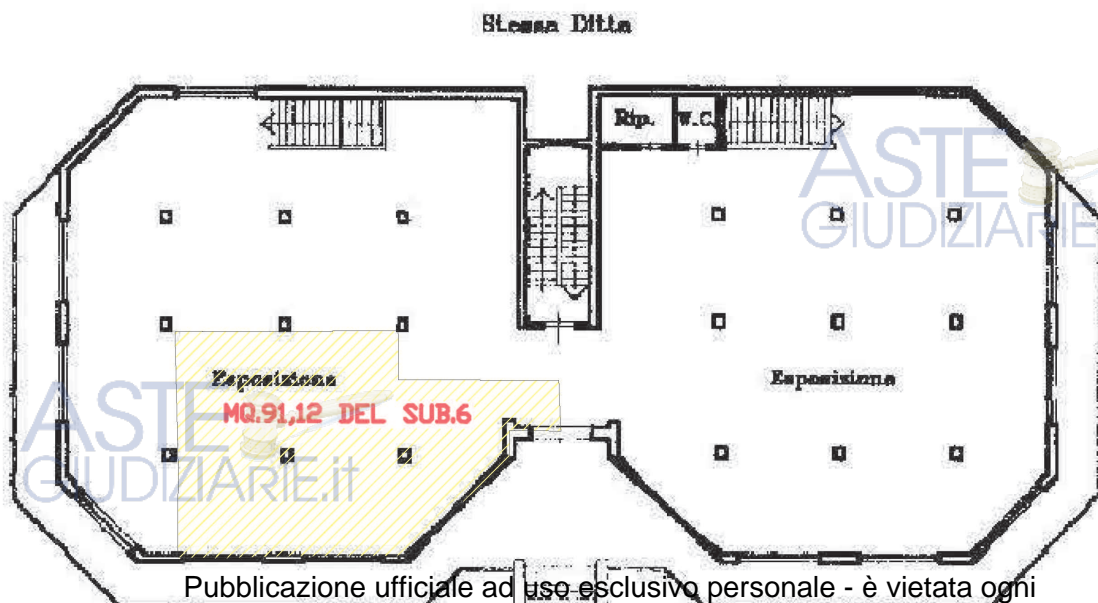 Stessa Ditta
Rip. W.C.
ASTE
GIUDIZIARIE
Esposizione Esposizione
MQ.91,12 DEL SUB.6
ASTE
GIUDIZIARIE.it
Pubblicazione ufficiale ad uso esclusivo personale - è vietata ogni